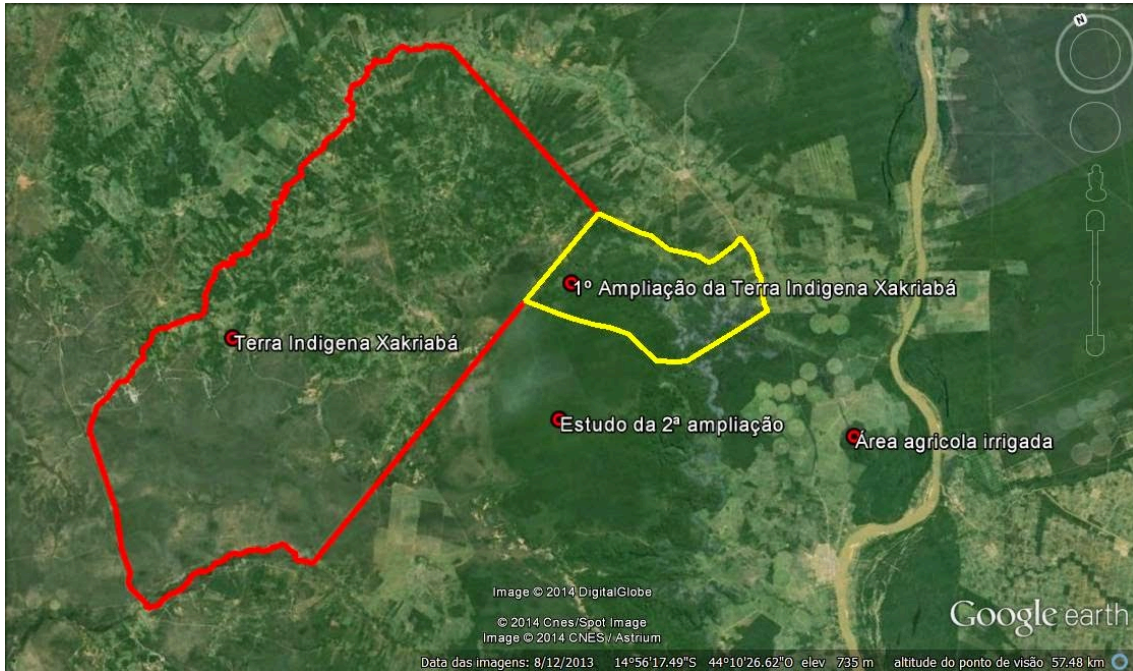 N
1º Ampliação da Terra Indigena Xakriabá
Terra Indigena Xakriabá
Estudo da 2ª ampliação
Área agricola irrigada
Image © 2014 DigitalGlobe
© 2014 Cnes/Spot Image
Image © 2014 CNES / Astrium
Google earth
Data das imagens: 8/12/2013 14°56'17.49"S 44°10'26.62"O elev 735 m altitude do ponto de visão 57.48 km